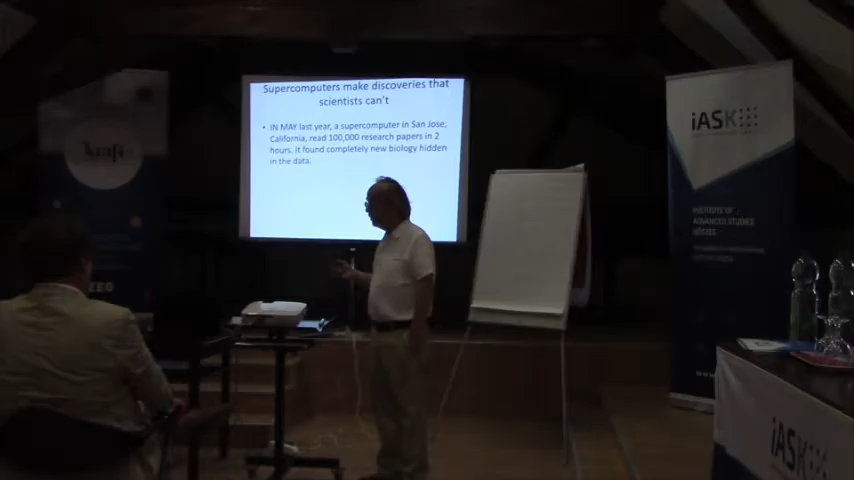 Supercomputers make discoveries that
scientists can't
• IN MAY last year, a supercomputer in San Jose,
California, read 100,000 research papers in 2
hours. It found completely new biology hidden
in the data.
iASK
INSTITUTE OF
ADVANCED STUDIES
KŐSZEG
iASK